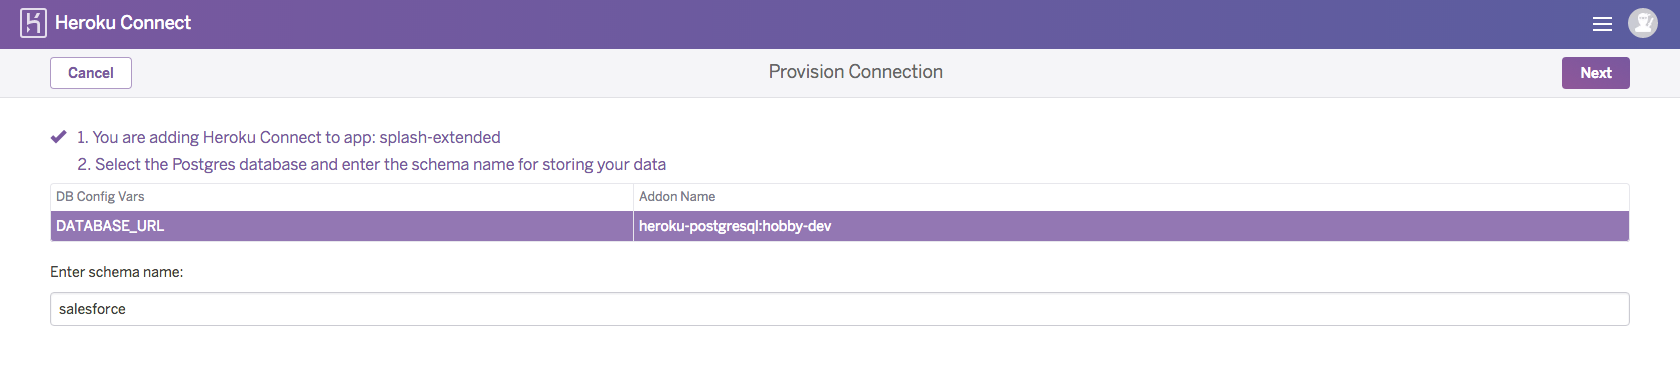 Heroku Connect
Cancel
Provision Connection
Next
1. You are adding Heroku Connect to app: splash-extended
2. Select the Postgres database and enter the schema name for storing your data
DB Config Vars Addon Name
DATABASE_URL heroku-postgresql:hobby-dev
Enter schema name:
salesforce